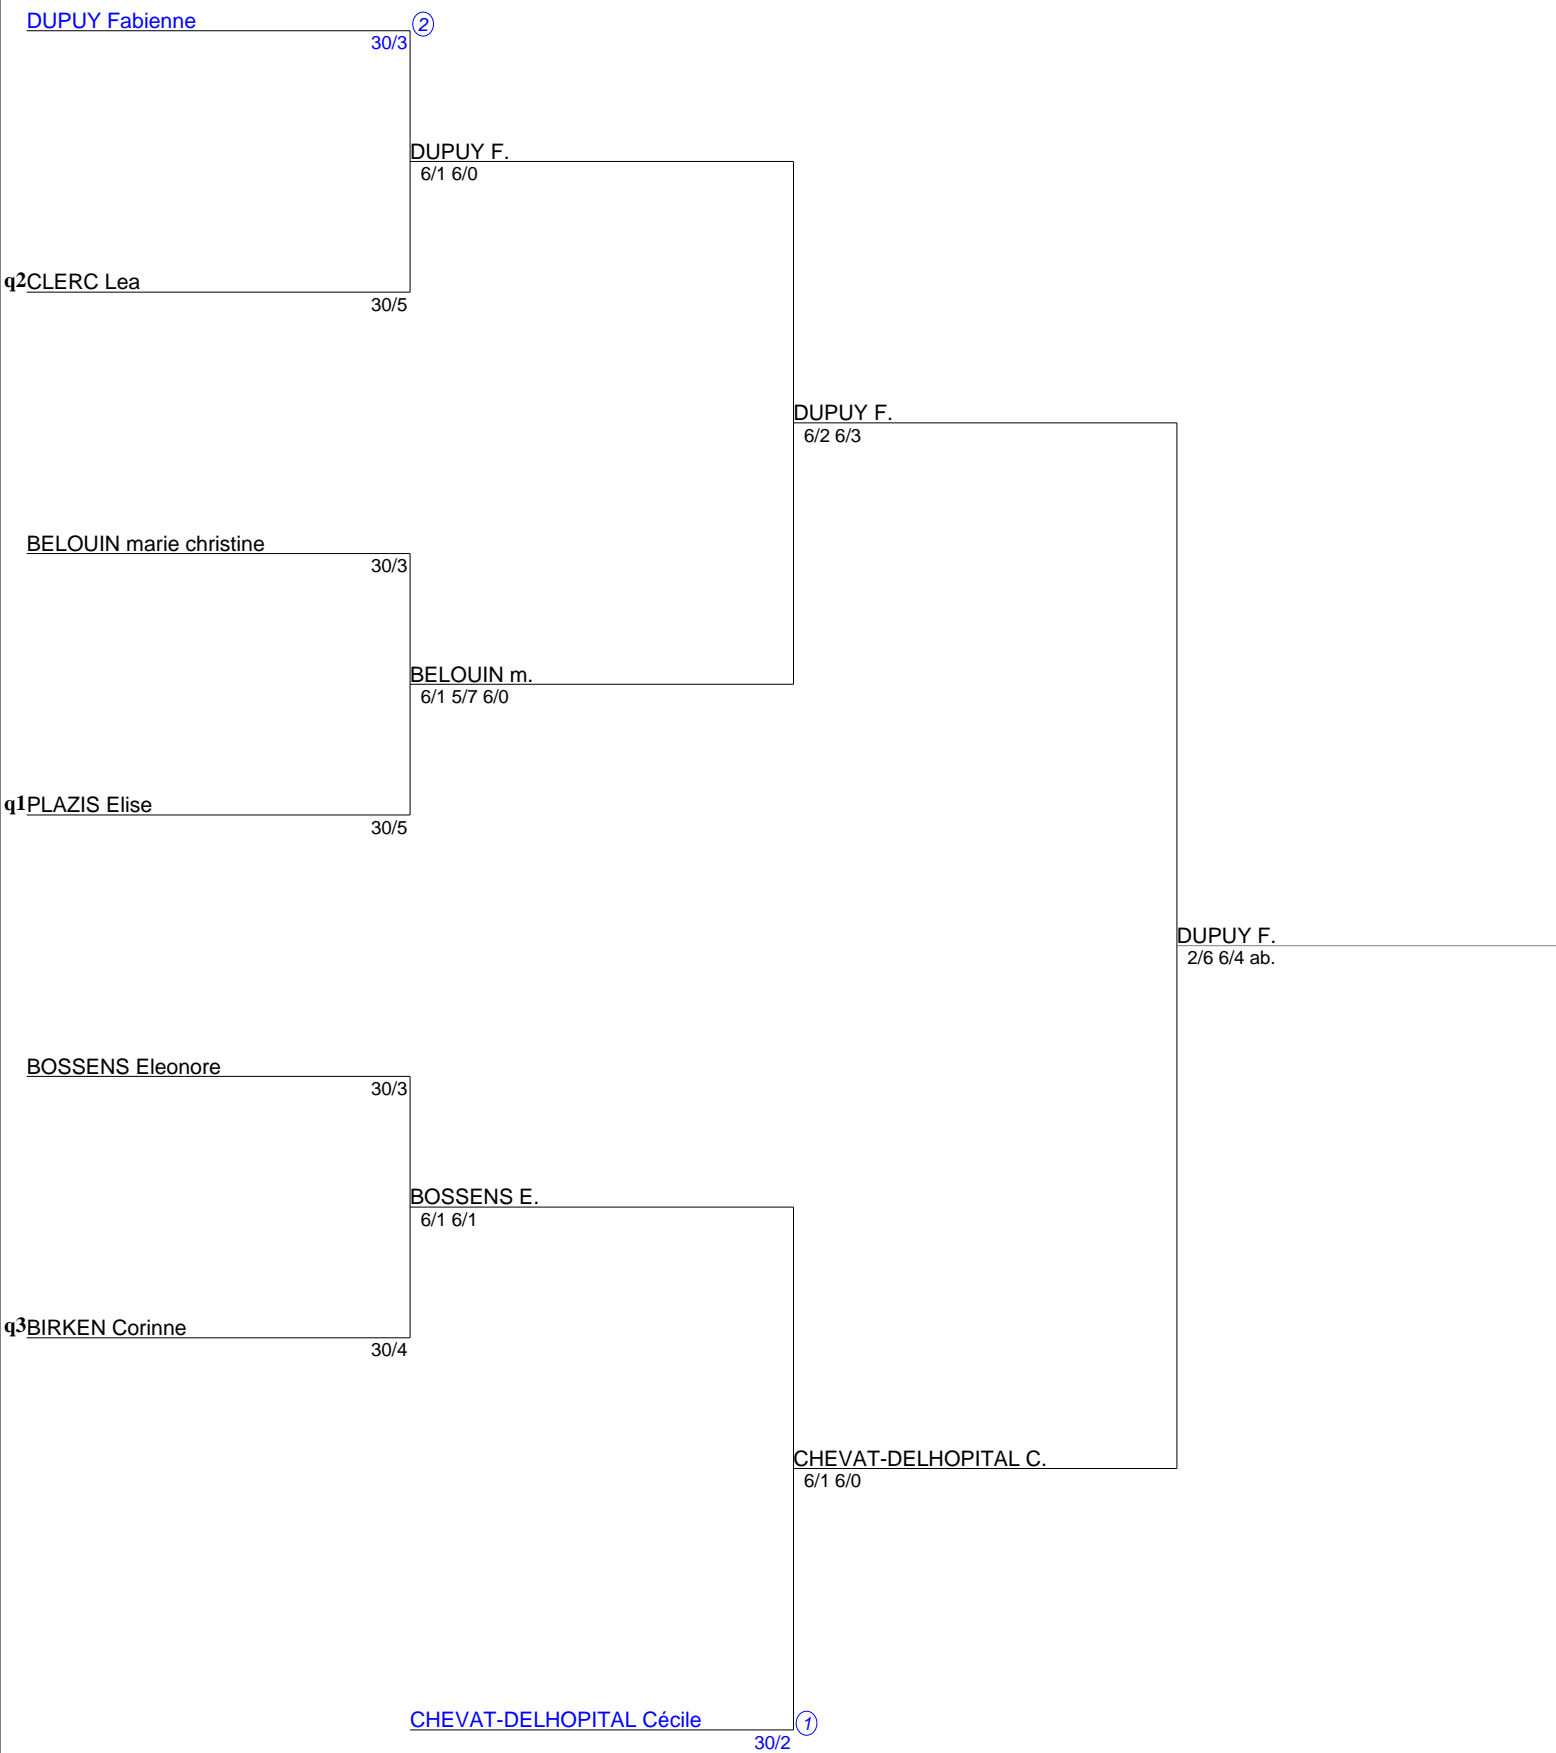 DUPUY Fabienne
2
30/3
DUPUY F.
6/1 6/0
q2CLERC Lea
30/5
DUPUY F.
6/2 6/3
BELOUIN marie christine
30/3
BELOUIN m.
6/1 5/7 6/0
q1PLAZIS Elise
30/5
DUPUY F.
2/6 6/4 ab.
BOSSENS Eleonore
30/3
BOSSENS E.
6/1 6/1
q3BIRKEN Corinne
30/4
CHEVAT-DELHOPITAL C.
6/1 6/0
CHEVAT-DELHOPITAL Cécile
1
30/2